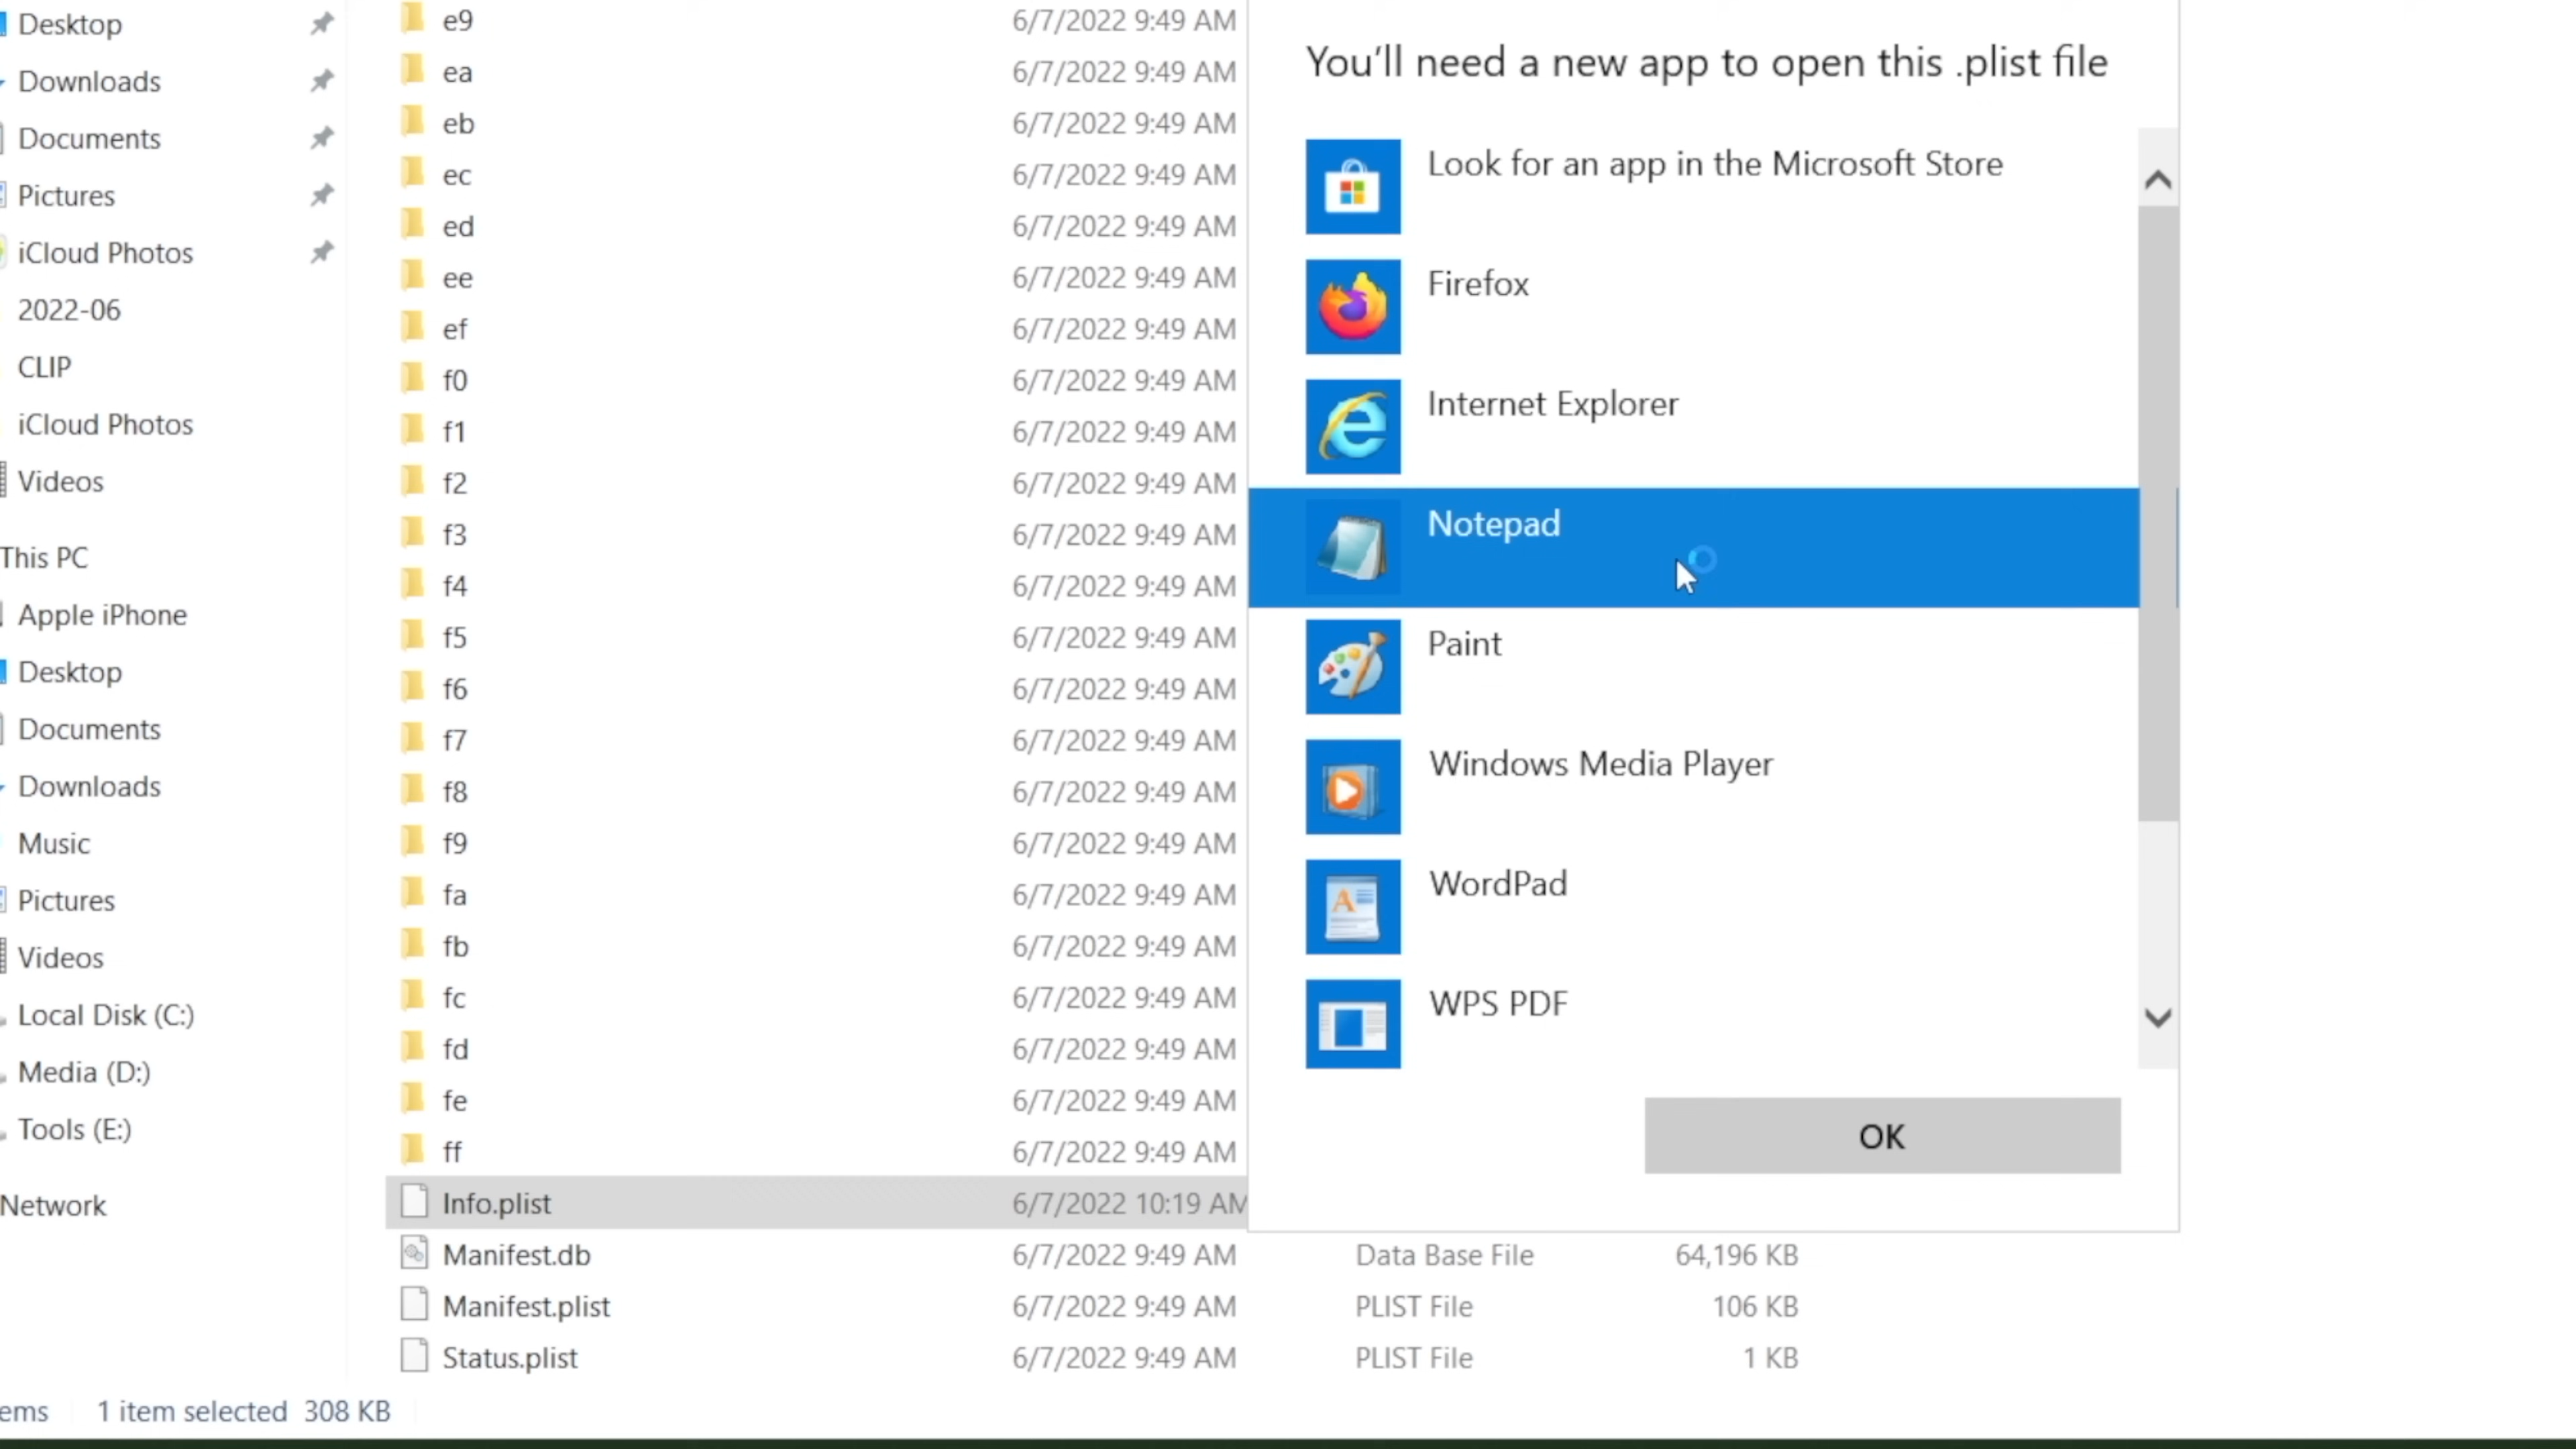 Desktop
Downloads
Documents
Pictures
iCloud Photos
2022-06
CLIP
iCloud Photos
Videos
This PC
Apple iPhone
Desktop
Documents
Downloads
Music
Pictures
Videos
Local Disk (C:)
Media (D:)
Tools (E:)
Network
e9 6/7/2022 9:49 AM
ea 6/7/2022 9:49 AM
eb 6/7/2022 9:49 AM
ec 6/7/2022 9:49 AM
ed 6/7/2022 9:49 AM
ee 6/7/2022 9:49 AM
ef 6/7/2022 9:49 AM
f0 6/7/2022 9:49 AM
f1 6/7/2022 9:49 AM
f2 6/7/2022 9:49 AM
f3 6/7/2022 9:49 AM
f4 6/7/2022 9:49 AM
f5 6/7/2022 9:49 AM
f6 6/7/2022 9:49 AM
f7 6/7/2022 9:49 AM
f8 6/7/2022 9:49 AM
f9 6/7/2022 9:49 AM
fa 6/7/2022 9:49 AM
fb 6/7/2022 9:49 AM
fc 6/7/2022 9:49 AM
fd 6/7/2022 9:49 AM
fe 6/7/2022 9:49 AM
ff 6/7/2022 9:49 AM
Info.plist 6/7/2022 10:19 AM
Manifest.db 6/7/2022 9:49 AM Data Base File 64,196 KB
Manifest.plist 6/7/2022 9:49 AM PLIST File 106 KB
Status.plist 6/7/2022 9:49 AM PLIST File 1 KB
You'll need a new app to open this .plist file
Look for an app in the Microsoft Store
Firefox
Internet Explorer
Notepad
Paint
Windows Media Player
WordPad
WPS PDF
OK
ems 1 item selected 308 KB